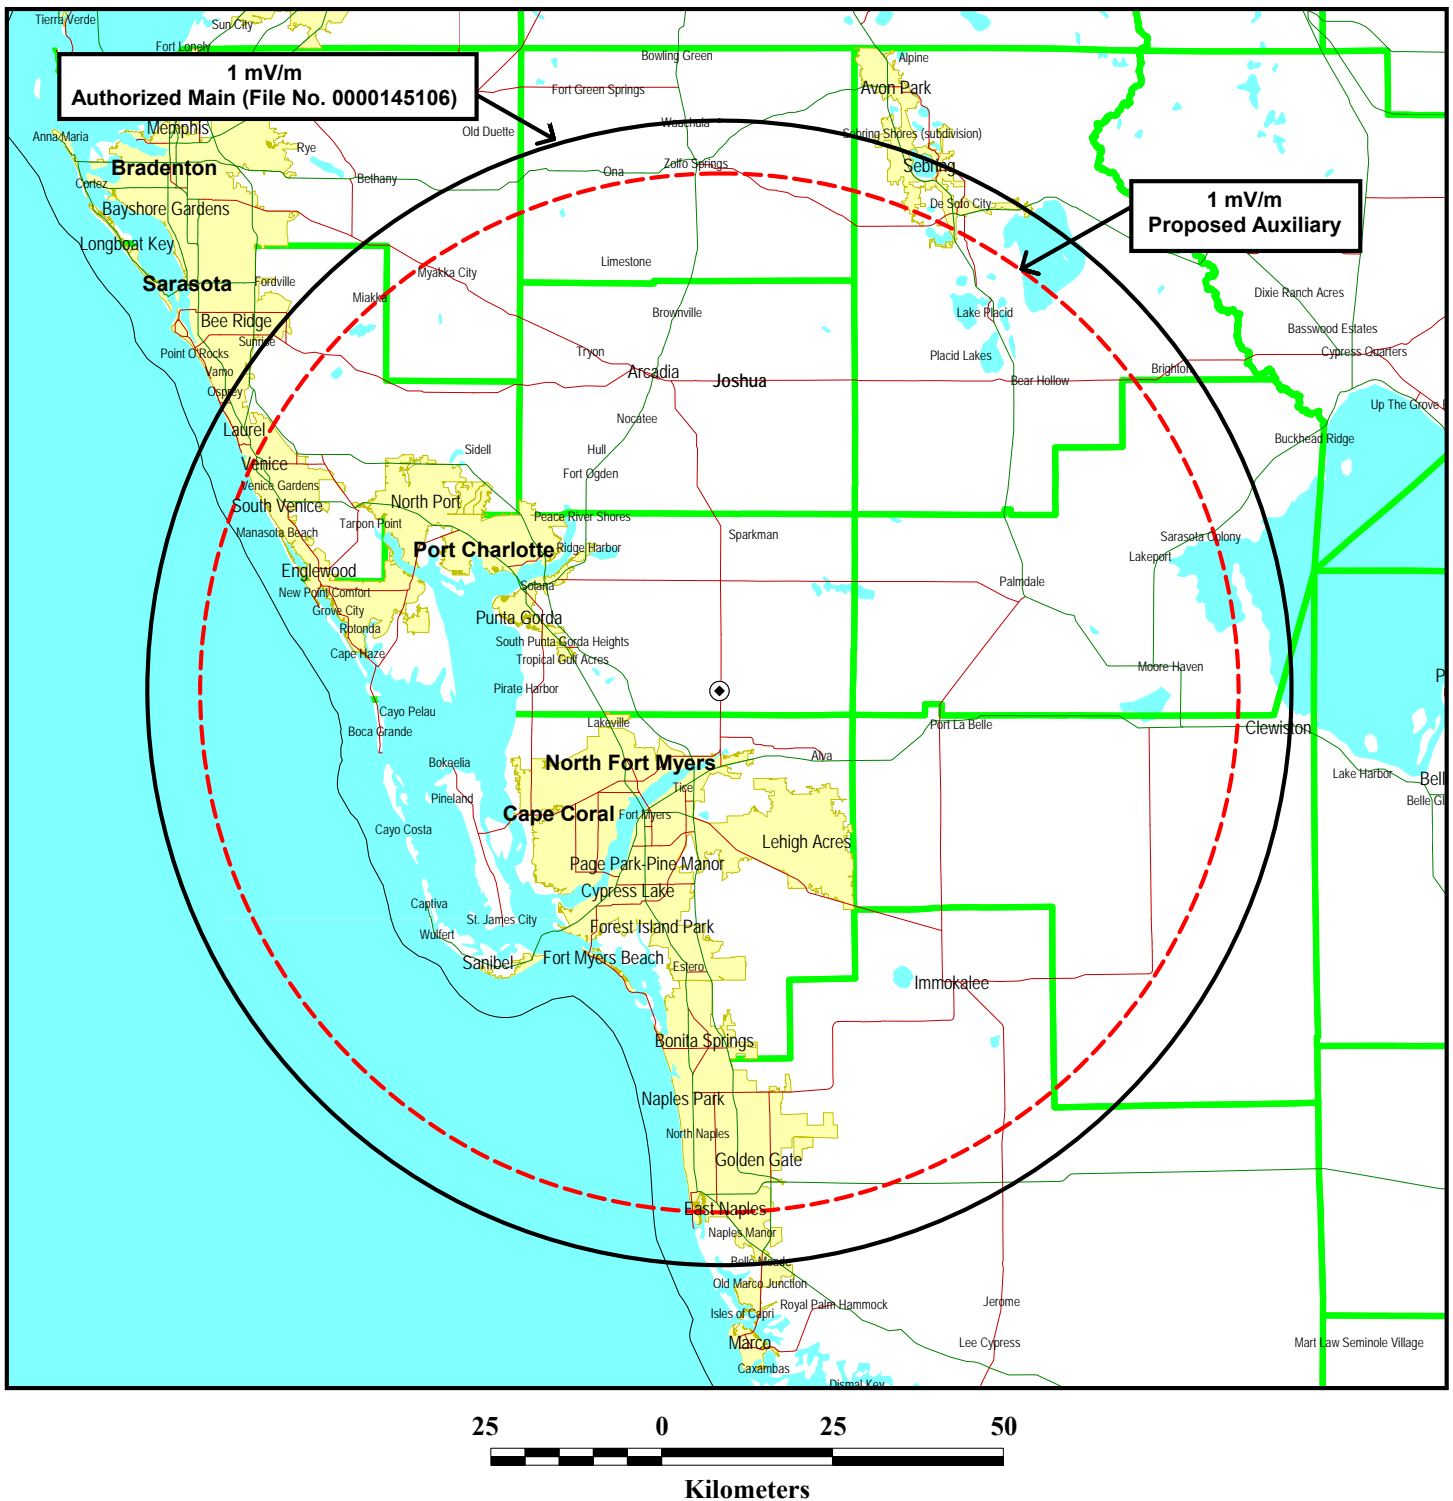 Tierra Verde
Sun City
Fort Lonely
Bowling Green
Alpine
1 mV/m
Authorized Main (File No. 0000145106)
Fort Green Springs
Avon Park
Memphis
Anna Maria
Old Duette
Wauchula
Sebring Shores (subdivision)
Rye
Bradenton
Bethany
Ona
Zolfo Springs
Sebring
Cortez
Bayshore Gardens
De Soto City
1 mV/m
Proposed Auxiliary
Longboat Key
Limestone
Myakka City
Sarasota
Fordville
Miakka
Dixie Ranch Acres
Bee Ridge
Brownville
Lake Placid
Basswood Estates
Sunrise
Point O'Rocks
Tryon
Placid Lakes
Cypress Quarters
Vamo
Arcadia
Joshua
Bear Hollow
Brighton
Osprey
Up The Grove
Laurel
Nocatee
Buckhead Ridge
Venice
Sidell
Hull
Fort Ogden
Venice Gardens
South Venice
North Port
Peace River Shores
Tarpon Point
Manasota Beach
Sparkman
Sarasota Colony
Port Charlotte
Ridge Harbor
Lakeport
Englewood
Solana
Palmdale
New Point Comfort
Grove City
Punta Gorda
Rotonda
South Punta Gorda Heights
Cape Haze
Tropical Gulf Acres
Moore Haven
P
Pirate Harbor
Cayo Pelau
Lakeville
Port La Belle
Boca Grande
Clewiston
Bokeelia
North Fort Myers
Alva
Lake Harbor
Bel
Tice
Pineland
Belle Gl
Cape Coral
Fort Myers
Cayo Costa
Lehigh Acres
Page Park-Pine Manor
Cypress Lake
Captiva
St. James City
Forest Island Park
Wulfert
Sanibel
Fort Myers Beach
Estero
Immokalee
Bonita Springs
Naples Park
North Naples
Golden Gate
East Naples
Naples Manor
Belle Meade
Old Marco Junction
Royal Palm Hammock
Jerome
Isles of Capri
Marco
Lee Cypress
Mart Law Seminole Village
Caxambas
Dismal Key
25 0 25 50
Kilometers